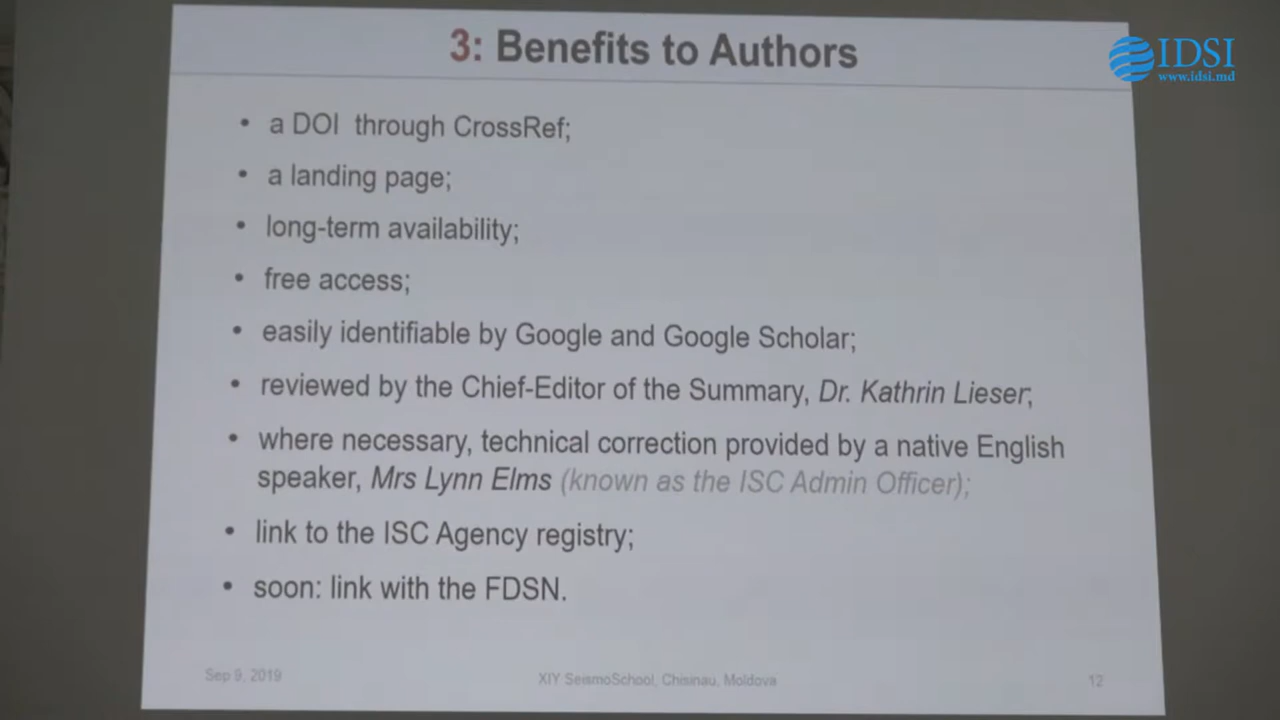 3: Benefits to Authors
IDSI
www.idsi.md
• a DOI through CrossRef;
• a landing page;
• long-term availability;
• free access;
• easily identifiable by Google and Google Scholar;
• reviewed by the Chief-Editor of the Summary, Dr. Kathrin Lieser;
• where necessary, technical correction provided by a native English
speaker, Mrs Lynn Elms (known as the ISC Admin Officer);
• link to the ISC Agency registry;
• soon: link with the FDSN.
Sep 9, 2019
XIY SeismoSchool, Chisinau, Moldova
12